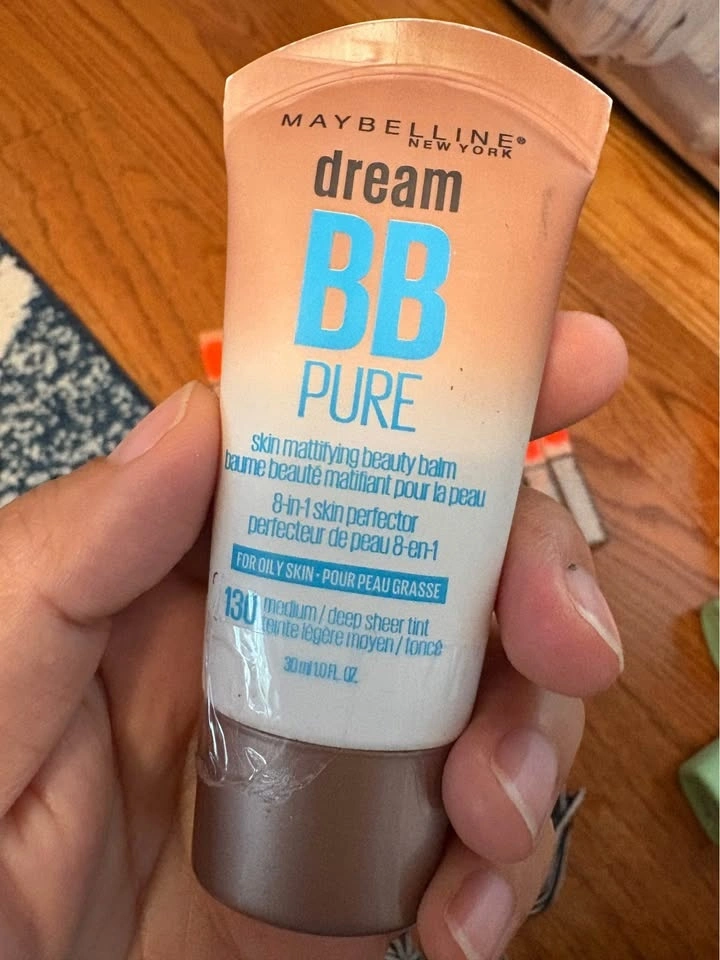 MAYBELLINE®
NEW YORK
dream
BB
PURE
skin mattifying beauty balm
baume beauté matifiant pour la peau
8-in-1 skin perfector
perfecteur de peau 8-en-1
FOR OILY SKIN • POUR PEAU GRASSE
130 medium / deep sheer tint
teinte légère moyen / foncé
30 ml 1.0 FL. OZ.